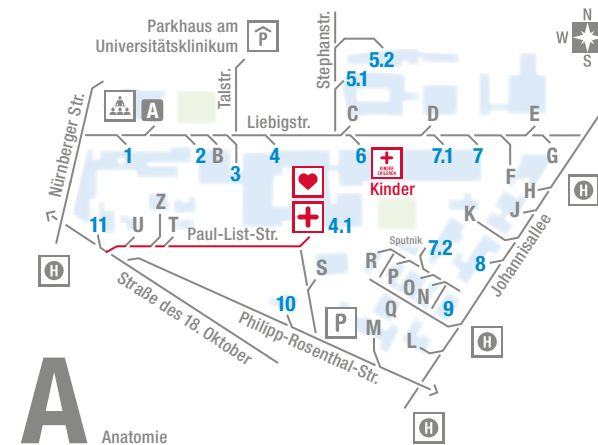 Parkhaus am
Universitätsklinikum
P
Stephanstr.
5.2
5.1
N
W
S
Talstr.
Nürnberger Str.
A
Liebigstr.
C
D
E
1
2
B
3
4
6
KINDER
CHILDREN
Kinder
7.1
7
F
G
H
J
H
K
Johannisallee
11
U
Z
T
Paul-List-Str.
4.1
Sputnik
7.2
R
P
O
N
Q
8
9
S
H
10
P
M
L
H
H
Straße des 18. Oktober
Philipp-Rosenthal-Str.
A
Anatomie